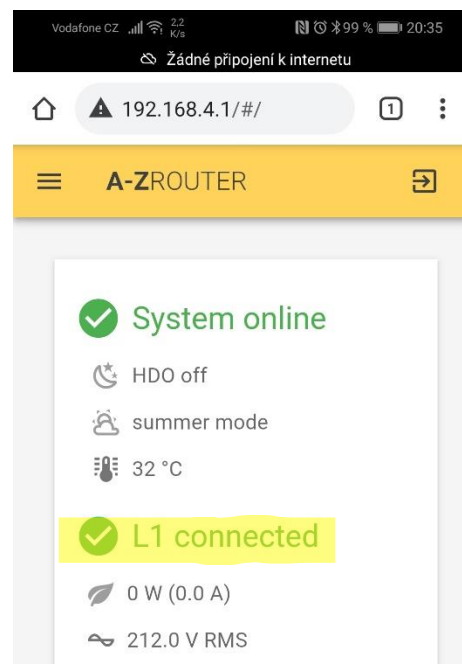 Vodafone CZ 2,2 K/s 99 % 20:35
Žádné připojení k internetu
192.168.4.1/#/ 1
A-ZROUTER
System online
HDO off
summer mode
32 °C
L1 connected
0 W (0.0 A)
212.0 V RMS